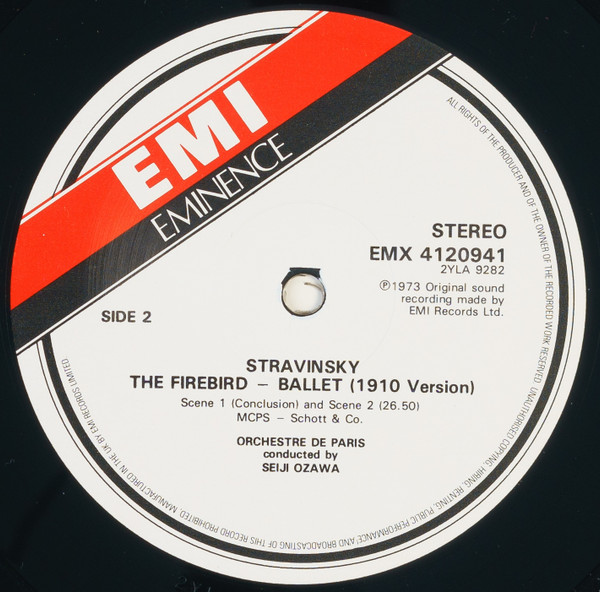 EMI
EMINENCE
STEREO
EMX 4120941
2YLA 9282
℗1973 Original sound
recording made by
EMI Records Ltd.
SIDE 2
STRAVINSKY
THE FIREBIRD – BALLET (1910 Version)
Scene 1 (Conclusion) and Scene 2 (26.50)
MCPS – Schott & Co.
ORCHESTRE DE PARIS
conducted by
SEIJI OZAWA
ALL RIGHTS OF THE PRODUCER AND OF THE OWNER OF THE RECORDED WORK RESERVED. UNAUTHORISED COPYING, HIRING, RENTING, PUBLIC PERFORMANCE AND BROADCASTING OF THIS RECORD PROHIBITED. MANUFACTURED IN THE UK BY EMI RECORDS LIMITED